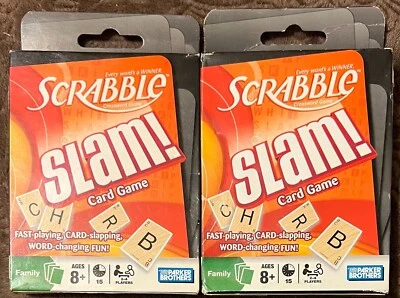 Every word's a WINNER
SCRABBLE
Crossword Game
SLAM!
Card Game
C H
R
B
FAST-playing, CARD-slapping,
WORD-changing FUN!
Family
AGES
8+
15
PLAYERS
PARKER
BROTHERS
Every word's a WINNER
SCRABBLE
Crossword Game
SLAM!
Card Game
C H
R
B
FAST-playing, CARD-slapping,
WORD-changing FUN!
Family
AGES
8+
15
2-4
PLAYERS
PARKER
BROTHERS